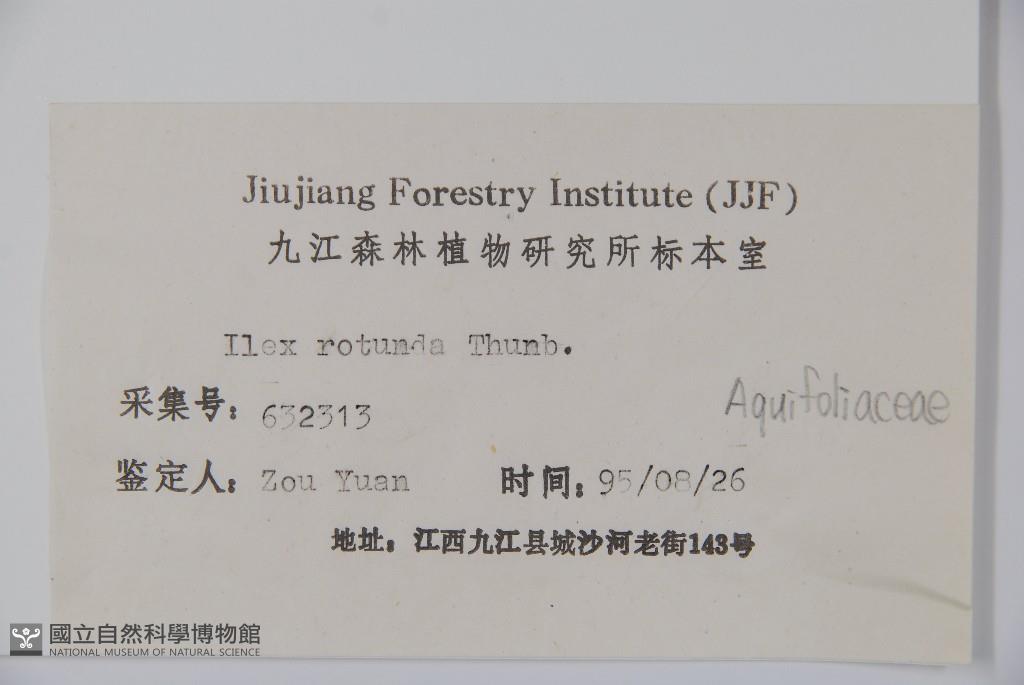 Jiujiang Forestry Institute (JJF)
九江森林植物研究所标本室
Ilex rotunda Thunb.
采集号: 632313
Aquifoliaceae
鉴定人: Zou Yuan 时间: 95/08/26
地址: 江西九江县城沙河老街143号
國立自然科學博物館
NATIONAL MUSEUM OF NATURAL SCIENCE